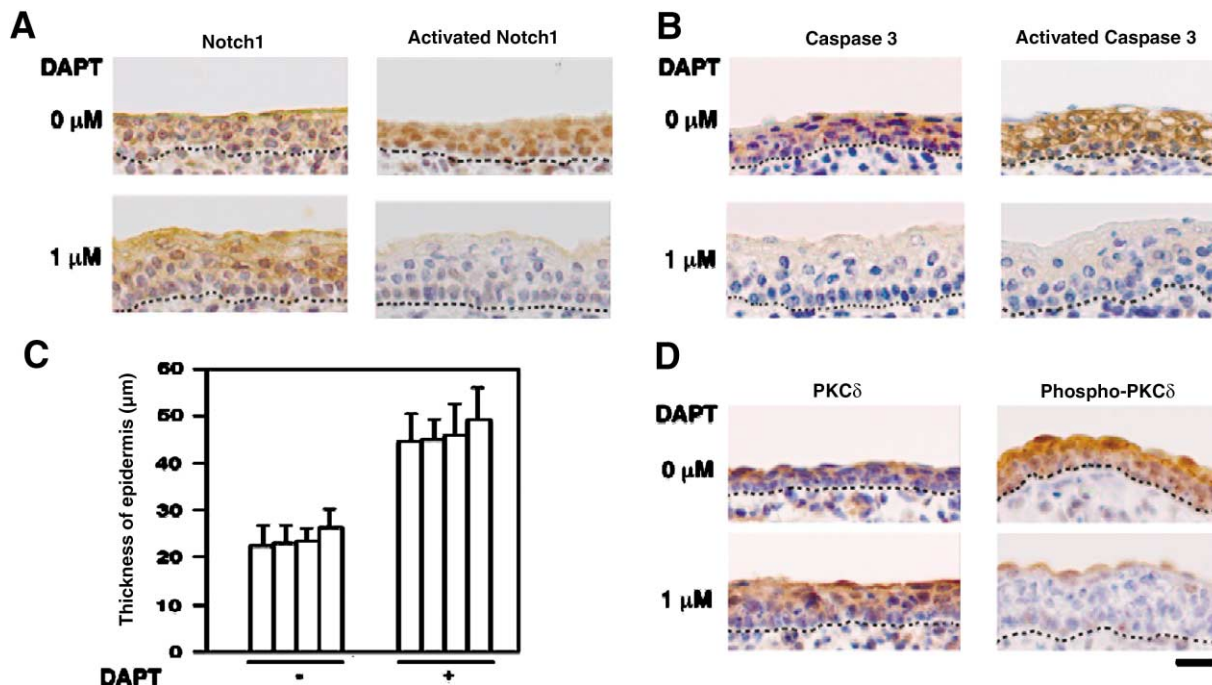 A
Notch1
Activated Notch1
DAPT
0 μM
1 μM
B
Caspase 3
Activated Caspase 3
DAPT
0 μM
1 μM
C
Thickness of epidermis (μm)
60
50
40
30
20
10
0
DAPT - +
D
PKCδ
Phospho-PKCδ
DAPT
0 μM
1 μM